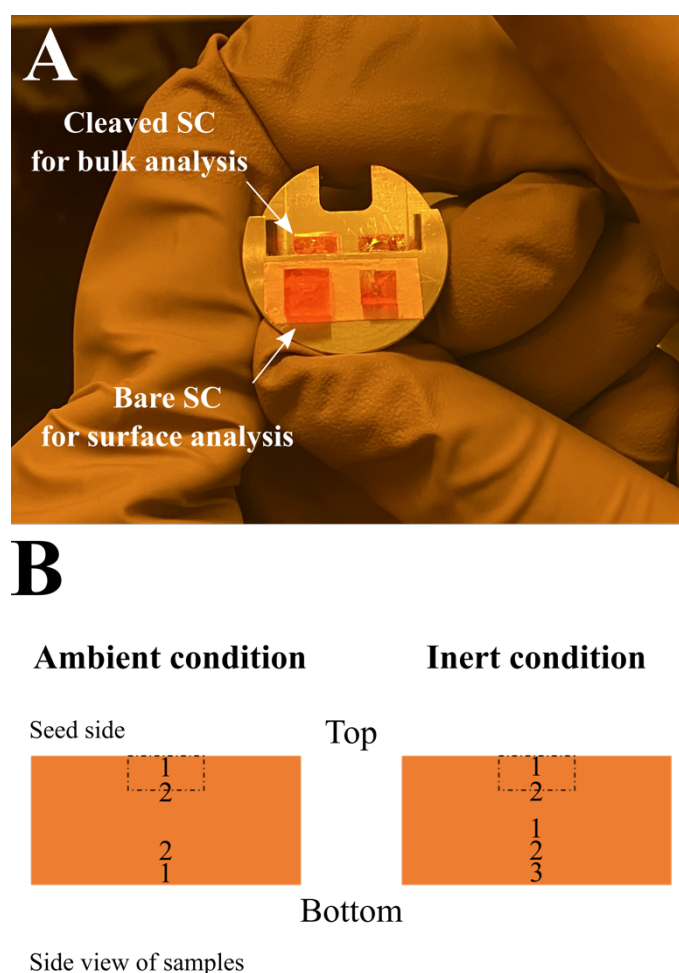 A
Cleaved SC
for bulk analysis
Bare SC
for surface analysis
B
Ambient condition
Inert condition
Seed side
Top
1
2
2
1
1
2
1
2
3
Bottom
Side view of samples